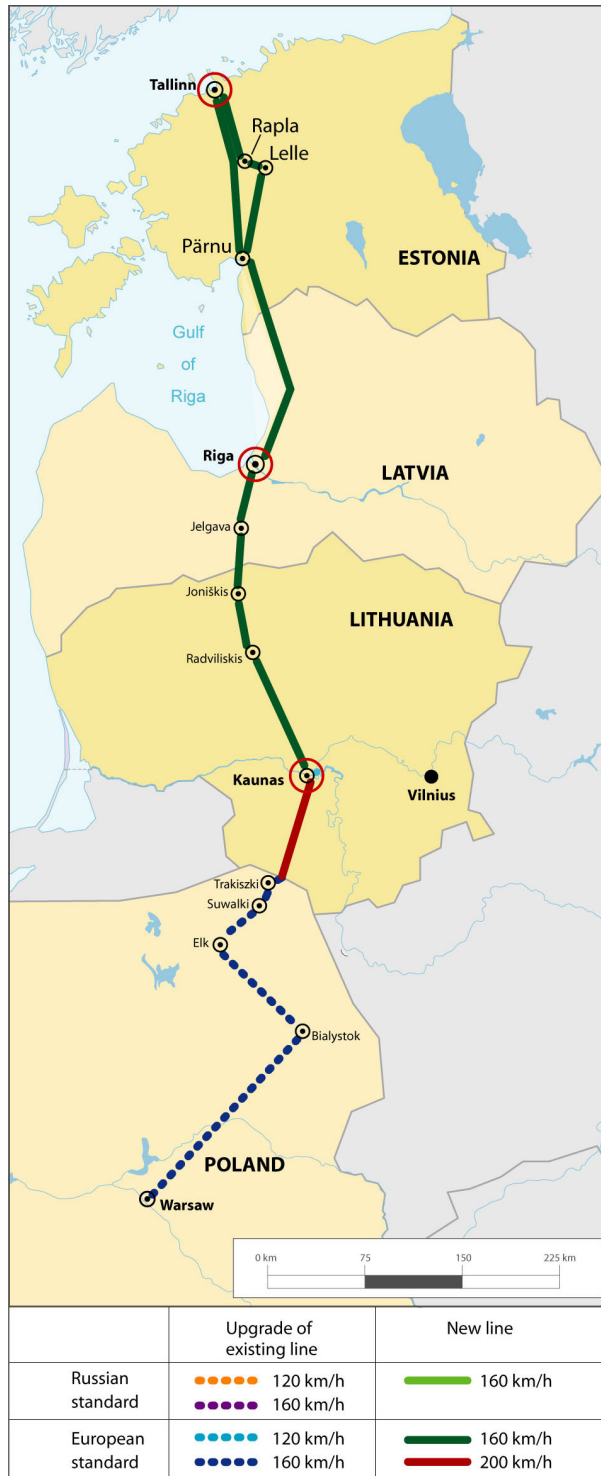 Tallinn
Rapla
Lelle
Pärnu
ESTONIA
Gulf
of
Riga
Riga
LATVIA
Jelgava
Joniškis
LITHUANIA
Radviliskis
Kaunas
Vilnius
Trakiszki
Suwalki
Elk
Bialystok
POLAND
Warsaw
0 km 75 150 225 km
Upgrade of
existing line
New line
Russian
standard
120 km/h
160 km/h
160 km/h
European
standard
120 km/h
160 km/h
160 km/h
200 km/h